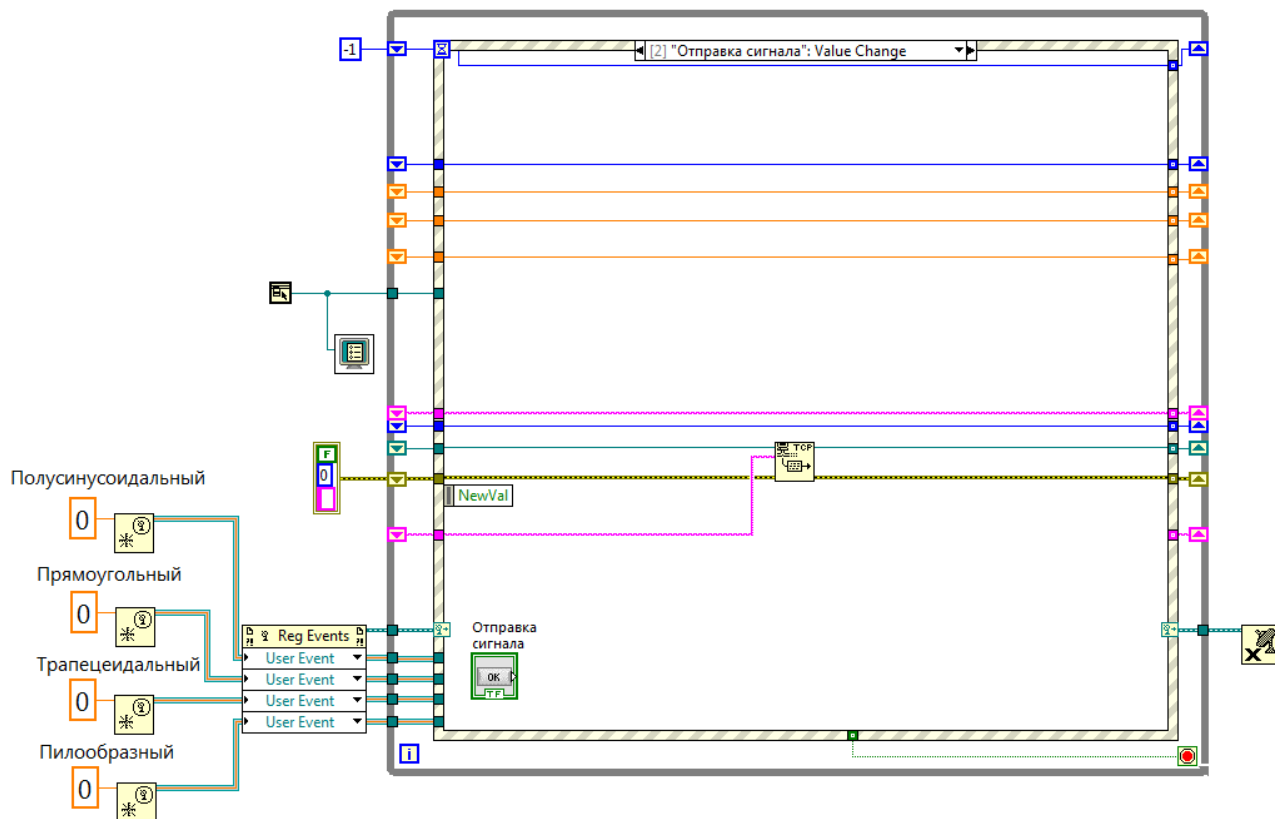 -1
[2] "Отправка сигнала": Value Change
F
0
TCP
NewVal
Полусинусоидальный
0
Прямоугольный
0
Reg Events
User Event
User Event
User Event
User Event
Трапецеидальный
0
Пилообразный
0
Отправка
сигнала
OK
TF
i